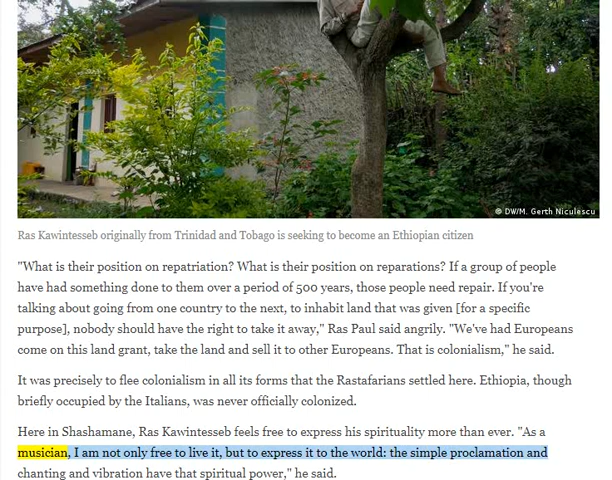 © DW/M. Gerth Niculescu
Ras Kawintesseb originally from Trinidad and Tobago is seeking to become an Ethiopian citizen
"What is their position on repatriation? What is their position on reparations? If a group of people
have had something done to them over a period of 500 years, those people need repair. If you're
talking about going from one country to the next, to inhabit land that was given [for a specific
purpose], nobody should have the right to take it away," Ras Paul said angrily. "We've had Europeans
come on this land grant, take the land and sell it to other Europeans. That is colonialism," he said.
It was precisely to flee colonialism in all its forms that the Rastafarians settled here. Ethiopia, though
briefly occupied by the Italians, was never officially colonized.
Here in Shashamane, Ras Kawintesseb feels free to express his spirituality more than ever. "As a
musician, I am not only free to live it, but to express it to the world: the simple proclamation and
chanting and vibration have that spiritual power," he said.